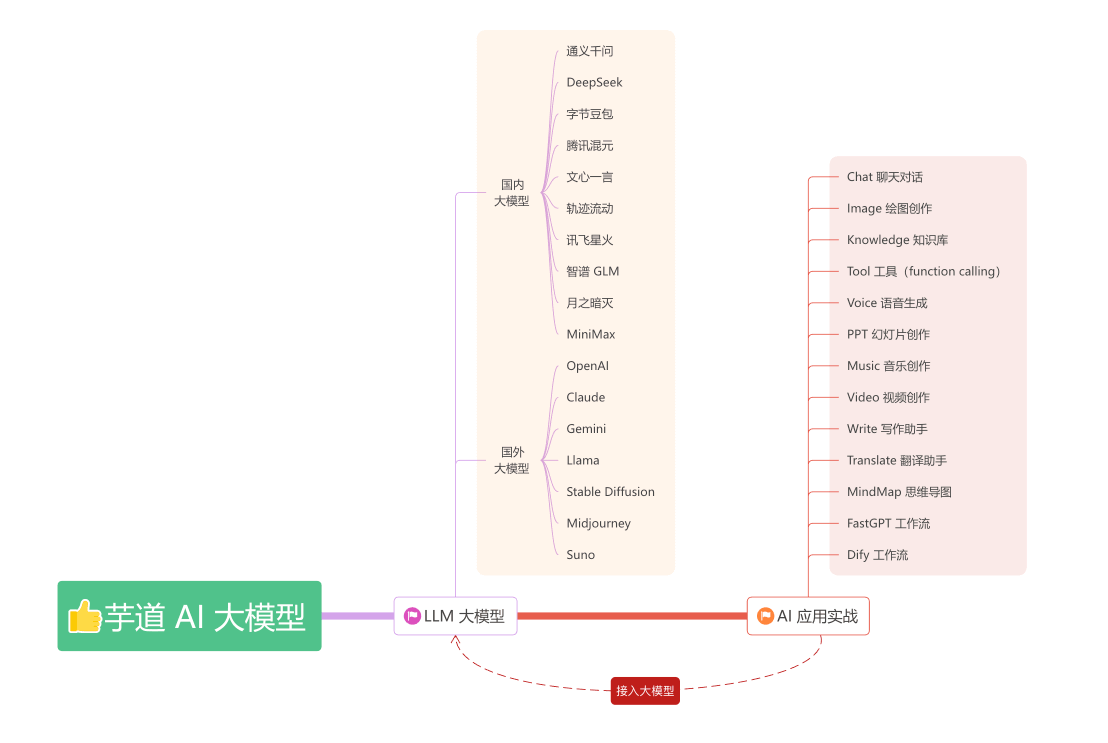 通义千问
DeepSeek
字节豆包
腾讯混元
文心一言
轨迹流动
讯飞星火
智谱 GLM
月之暗灭
MiniMax
国内
大模型
OpenAI
Claude
Gemini
Llama
Stable Diffusion
Midjourney
Suno
国外
大模型
Chat 聊天对话
Image 绘图创作
Knowledge 知识库
Tool 工具（function calling）
Voice 语音生成
PPT 幻灯片创作
Music 音乐创作
Video 视频创作
Write 写作助手
Translate 翻译助手
MindMap 思维导图
FastGPT 工作流
Dify 工作流
芋道 AI 大模型
LLM 大模型
AI 应用实战
接入大模型